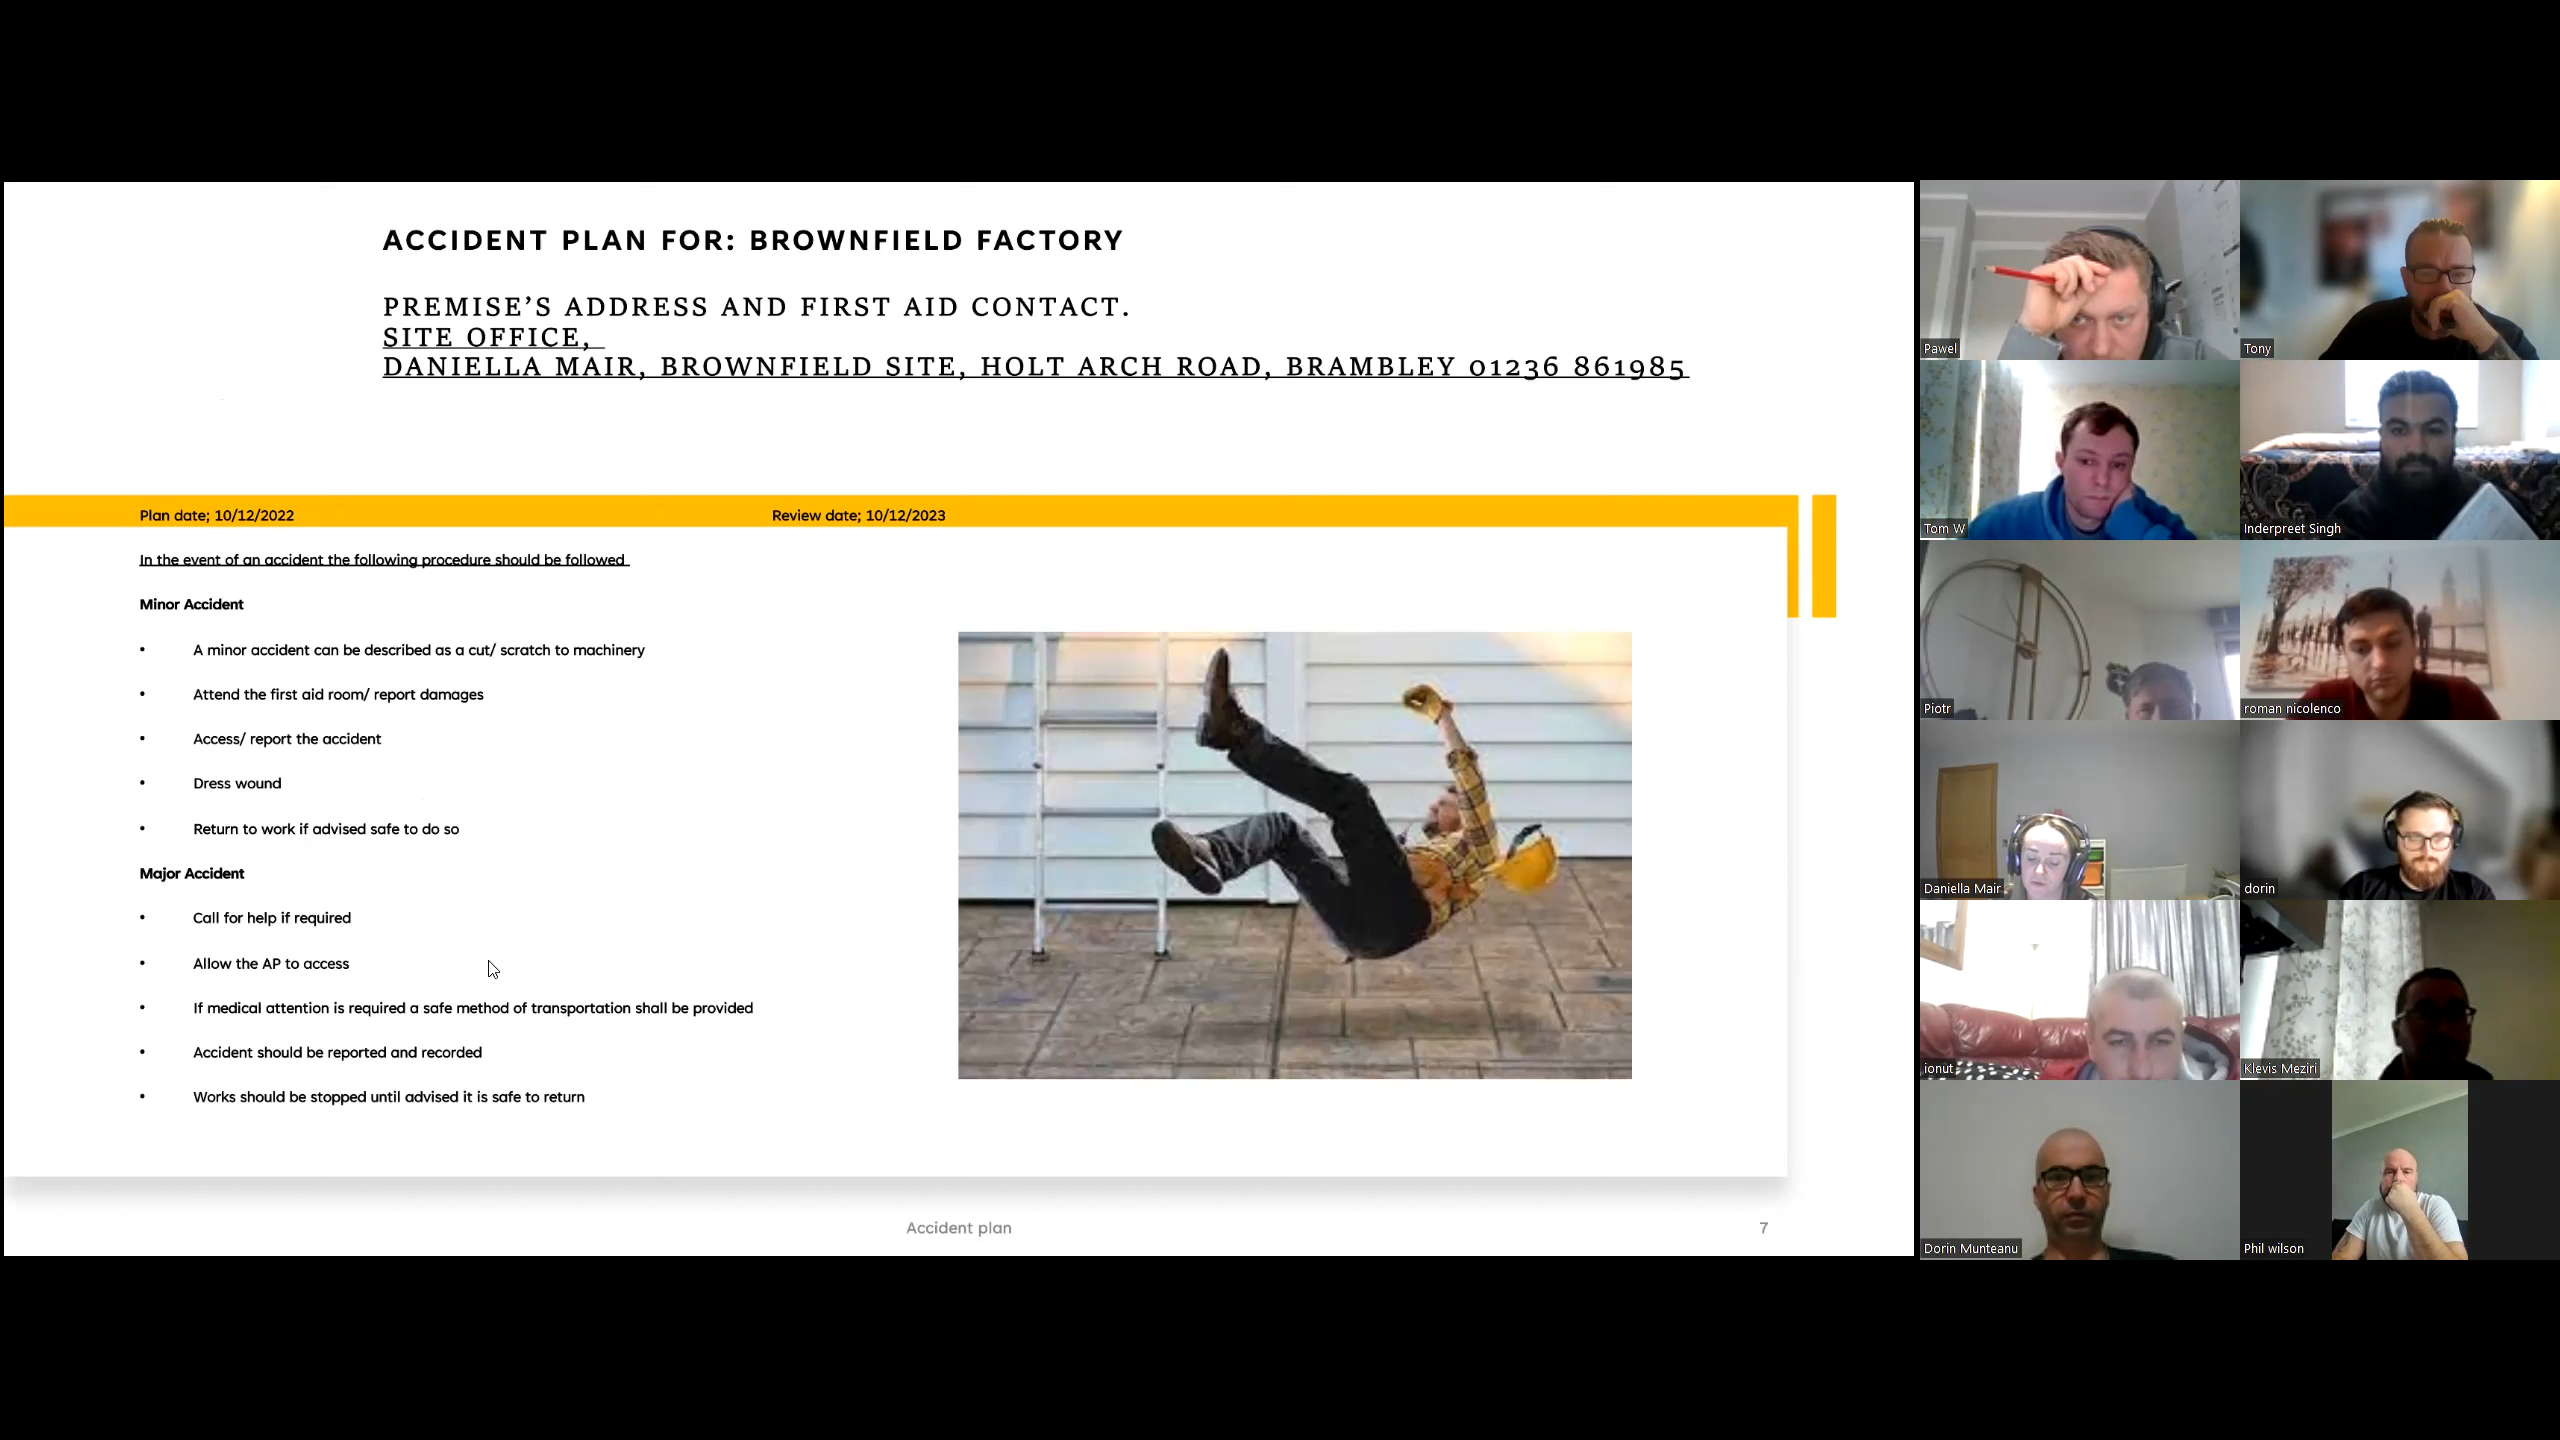 ACCIDENT PLAN FOR: BROWNFIELD FACTORY
PREMISE'S ADDRESS AND FIRST AID CONTACT.
SITE OFFICE,
DANIELLA MAIR, BROWNFIELD SITE, HOLT ARCH ROAD, BRAMBLEY 01236 861985
Plan date; 10/12/2022
Review date; 10/12/2023
In the event of an accident the following procedure should be followed
Minor Accident
• A minor accident can be described as a cut/ scratch to machinery
• Attend the first aid room/ report damages
• Access/ report the accident
• Dress wound
• Return to work if advised safe to do so
Major Accident
• Call for help if required
• Allow the AP to access
• If medical attention is required a safe method of transportation shall be provided
• Accident should be reported and recorded
• Works should be stopped until advised it is safe to return
Accident plan
7
Pawel
Tony
Tom W
Inderpreet Singh
Piotr
roman nicolenco
Daniella Mair
dorin
ionut
Klevis Meziri
Dorin Munteanu
Phil wilson